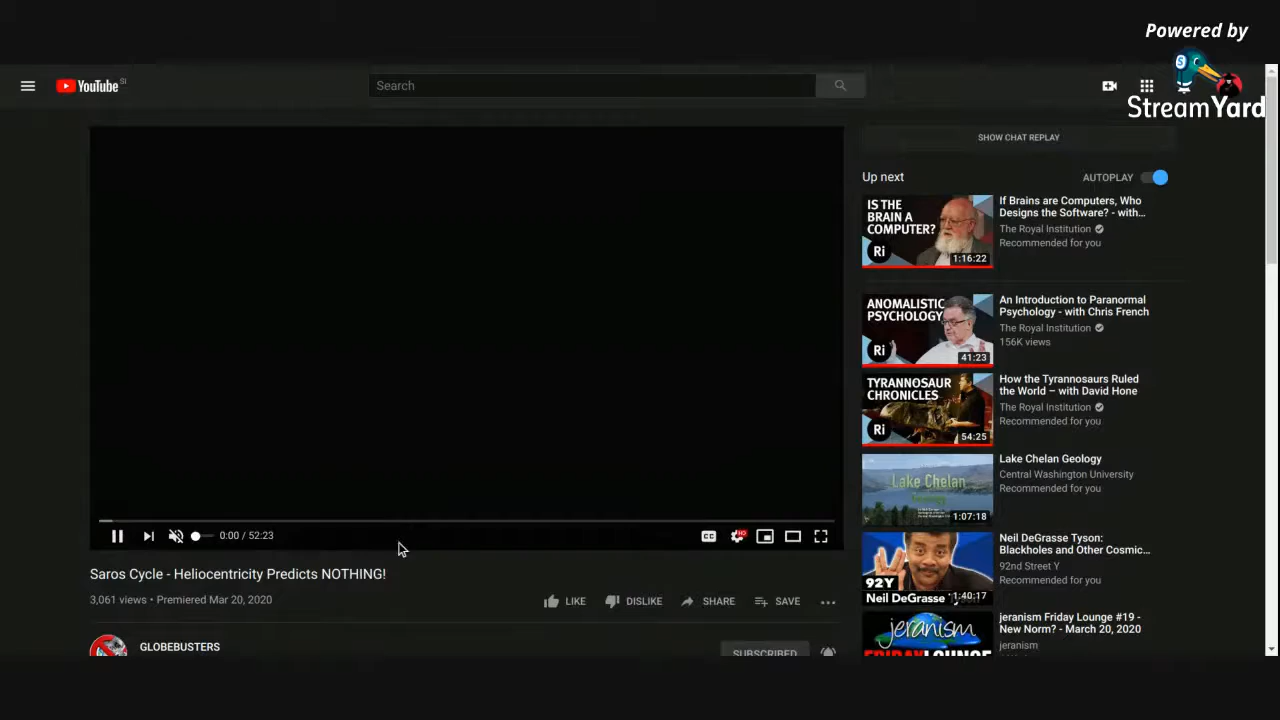 Powered by
StreamYard
YouTube SI
Search
SHOW CHAT REPLAY
Up next
AUTOPLAY
IS THE
BRAIN A
COMPUTER?
Ri
1:16:22
If Brains are Computers, Who
Designs the Software? - with...
The Royal Institution
Recommended for you
ANOMALISTIC
PSYCHOLOGY
Ri
41:23
An Introduction to Paranormal
Psychology - with Chris French
The Royal Institution
156K views
TYRANNOSAUR
CHRONICLES
Ri
54:25
How the Tyrannosaurs Ruled
the World – with David Hone
The Royal Institution
Recommended for you
Lake Chelan
1:07:18
Lake Chelan Geology
Central Washington University
Recommended for you
92Y
Neil DeGrasse
1:40:17
Neil DeGrasse Tyson:
Blackholes and Other Cosmic...
92nd Street Y
Recommended for you
jeranism
FRIDAY LOUNGE
jeranism Friday Lounge #19 -
New Norm? - March 20, 2020
jeranism
0:00 / 52:23
CC
HD
Saros Cycle - Heliocentricity Predicts NOTHING!
3,061 views • Premiered Mar 20, 2020
LIKE
DISLIKE
SHARE
SAVE
GLOBEBUSTERS
SUBSCRIBED